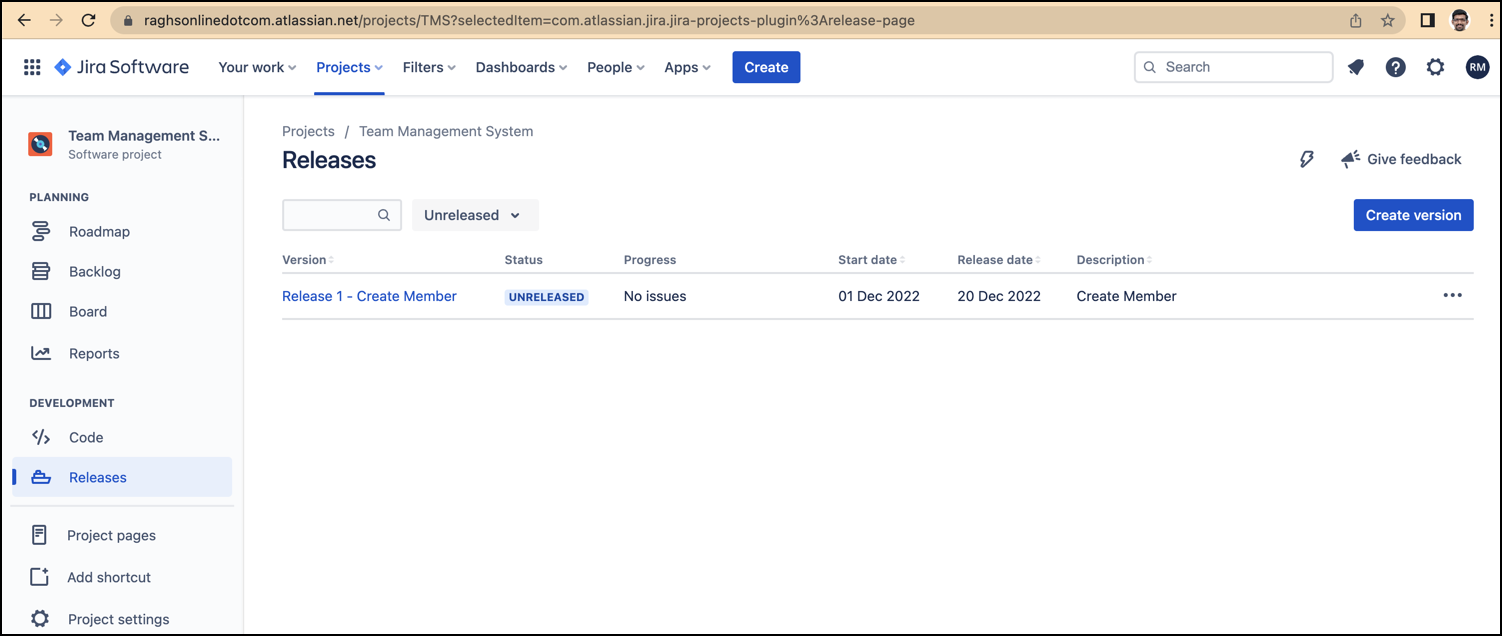 raghsonlinedotcom.atlassian.net/projects/TMS?selectedItem=com.atlassian.jira.jira-projects-plugin%3Arelease-page
Jira Software Your work Projects Filters Dashboards People Apps Create Search RM
Team Management S...
Software project
PLANNING
Roadmap
Backlog
Board
Reports
DEVELOPMENT
Code
Releases
Project pages
Add shortcut
Project settings
Projects / Team Management System
Releases
Give feedback
Unreleased
Create version
Version Status Progress Start date Release date Description
Release 1 - Create Member UNRELEASED No issues 01 Dec 2022 20 Dec 2022 Create Member